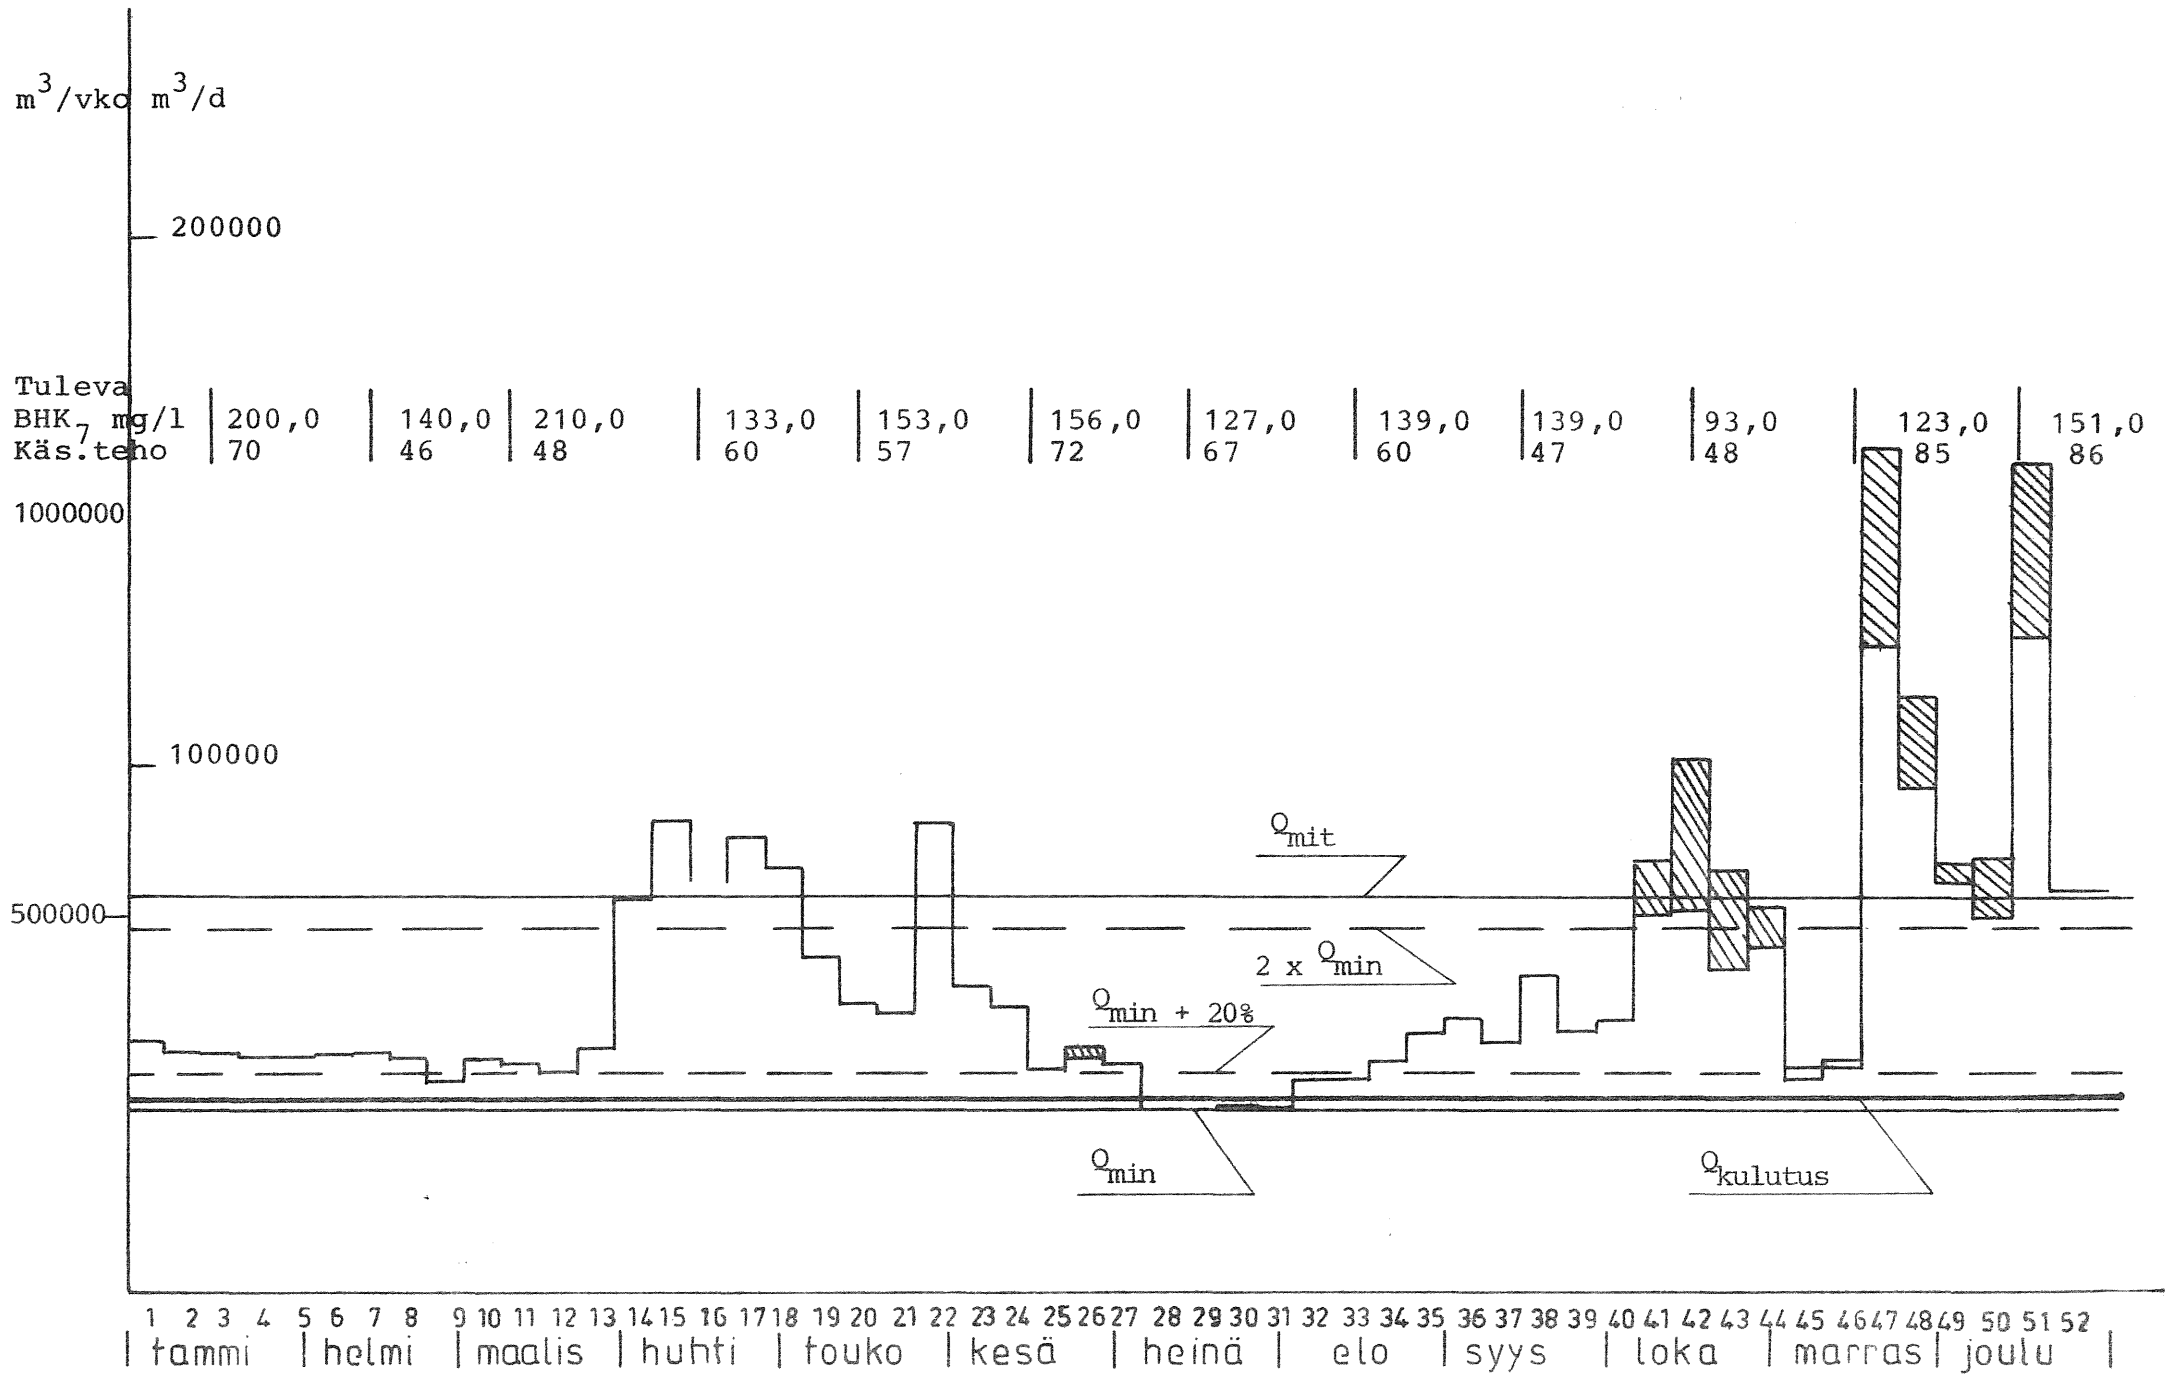 m³/vko m³/d
200000
Tuleva
BHK₇ mg/l 200,0 140,0 210,0 133,0 153,0 156,0 127,0 139,0 139,0 93,0 123,0 151,0
Käs.teho 70 46 48 60 57 72 67 60 47 48 85 86
1000000
100000
Qmit
500000
2 x Qmin
Qmin + 20%
Qmin
Qkulutus
1 2 3 4 5 6 7 8 9 10 11 12 13 14 15 16 17 18 19 20 21 22 23 24 25 26 27 28 29 30 31 32 33 34 35 36 37 38 39 40 41 42 43 44 45 46 47 48 49 50 51 52
tammi helmi maalis huhti touko kesä heinä elo syys loka marras joulu